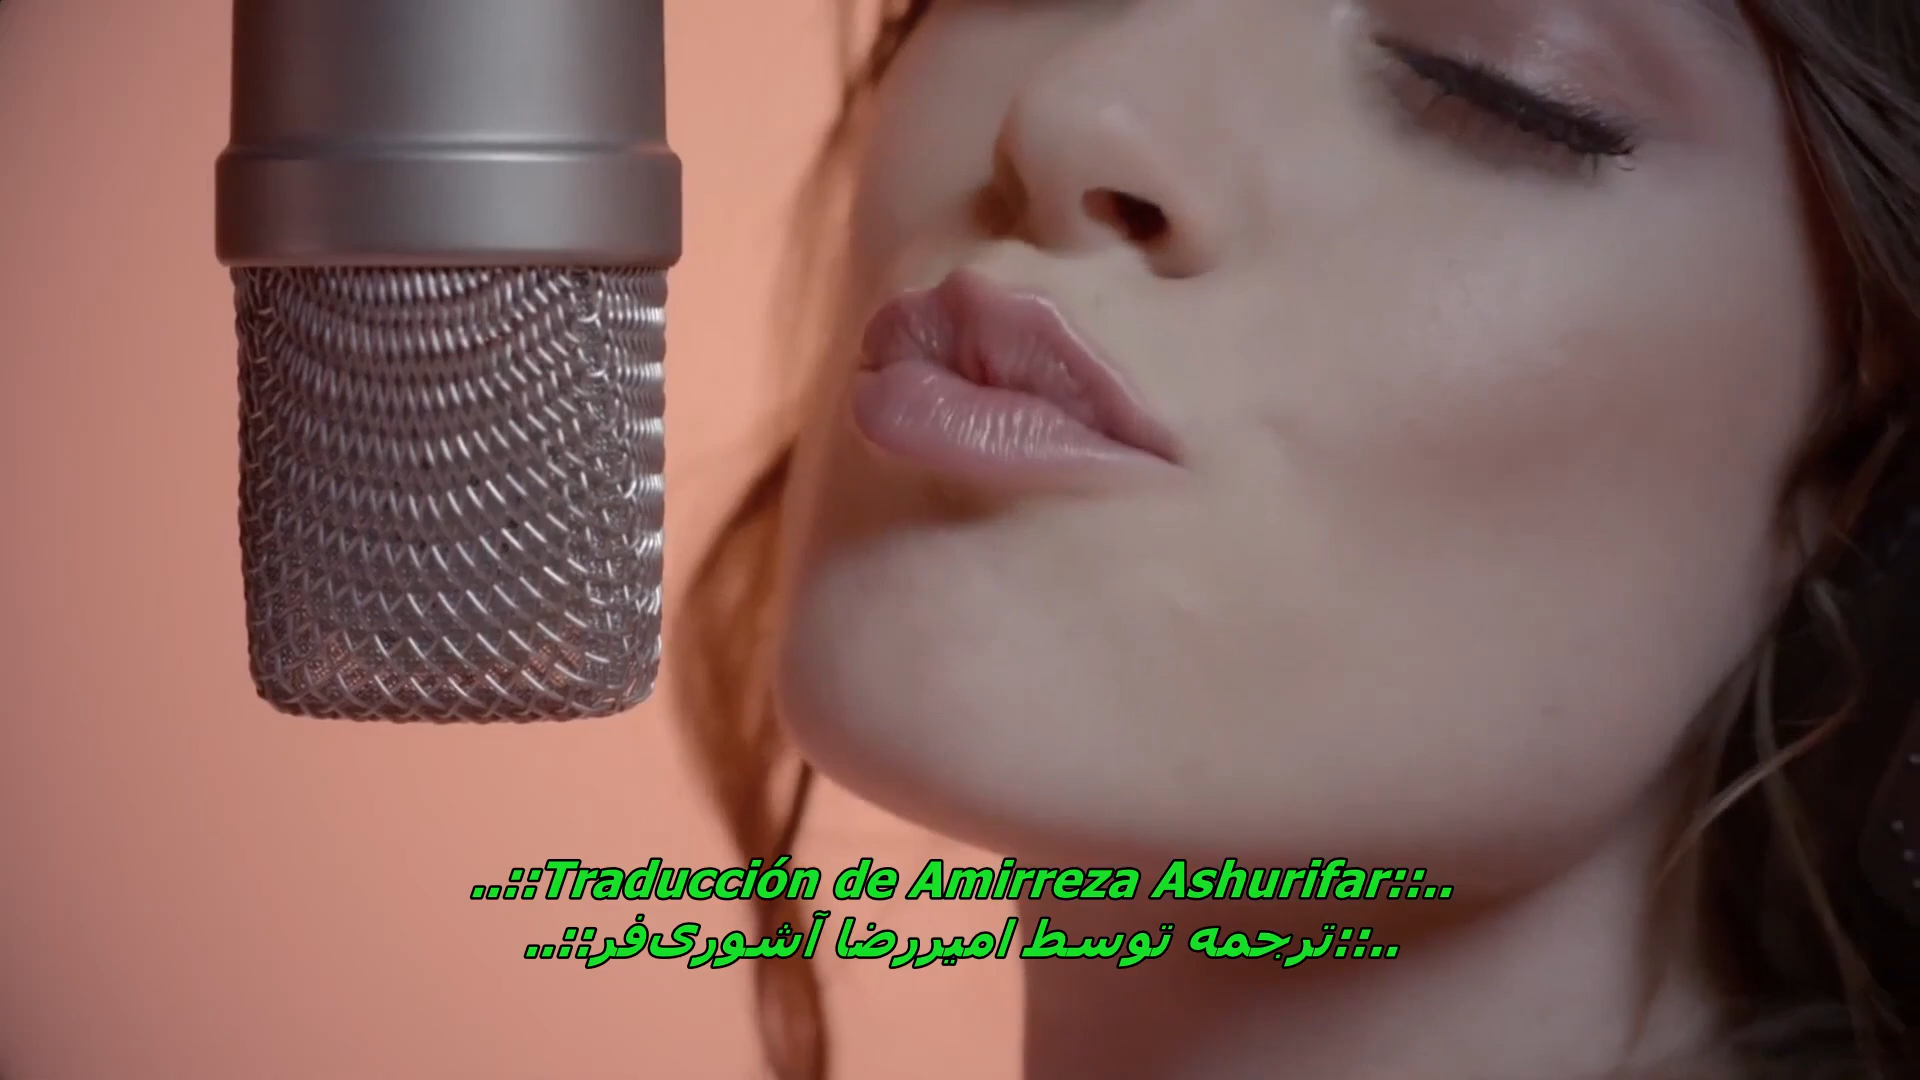 ..::Traducción de Amirreza Ashurifar::..
..::ترجمه توسط امیررضا آشوری‌فر::..